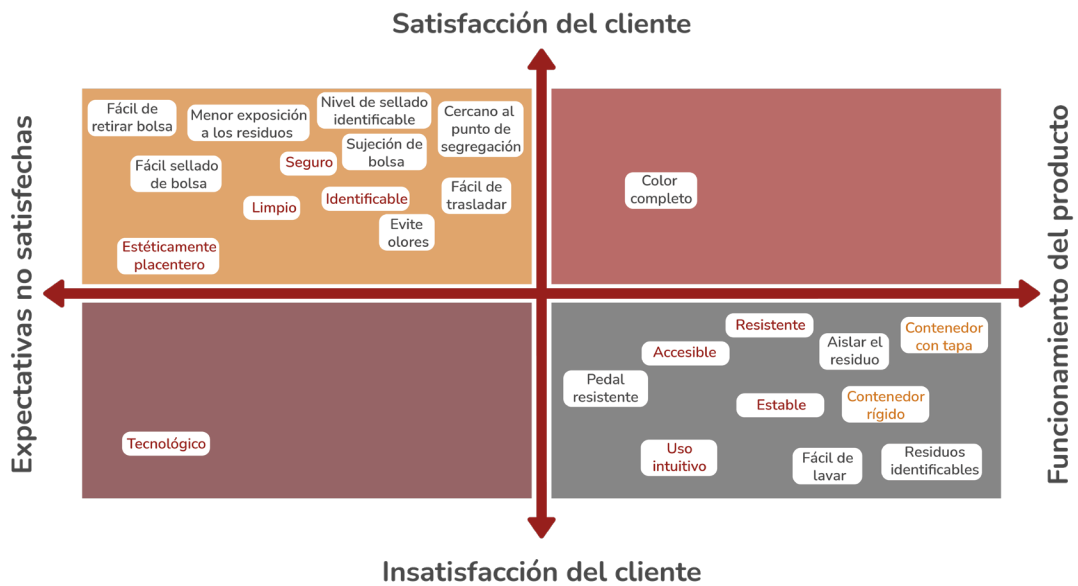 Satisfacción del cliente
Expectativas no satisfechas
Fácil de
retirar bolsa
Menor exposición
a los residuos
Nivel de sellado
identificable
Cercano al
punto de
segregación
Sujeción de
bolsa
Seguro
Fácil sellado
de bolsa
Limpio
Identificable
Fácil de
trasladar
Evite
olores
Estéticamente
placentero
Color
completo
Funcionamiento del producto
Tecnológico
Resistente
Contenedor
con tapa
Accesible
Aislar el
residuo
Pedal
resistente
Estable
Contenedor
rígido
Uso
intuitivo
Fácil de
lavar
Residuos
identificables
Insatisfacción del cliente